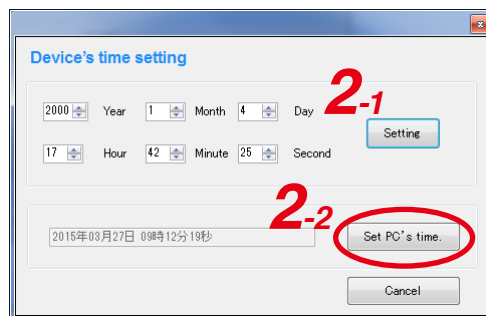 Device's time setting
2-1
2000 Year 1 Month 4 Day
Setting
17 Hour 42 Minute 25 Second
2-2
2015年03月27日 09時12分19秒 Set PC's time.
Cancel